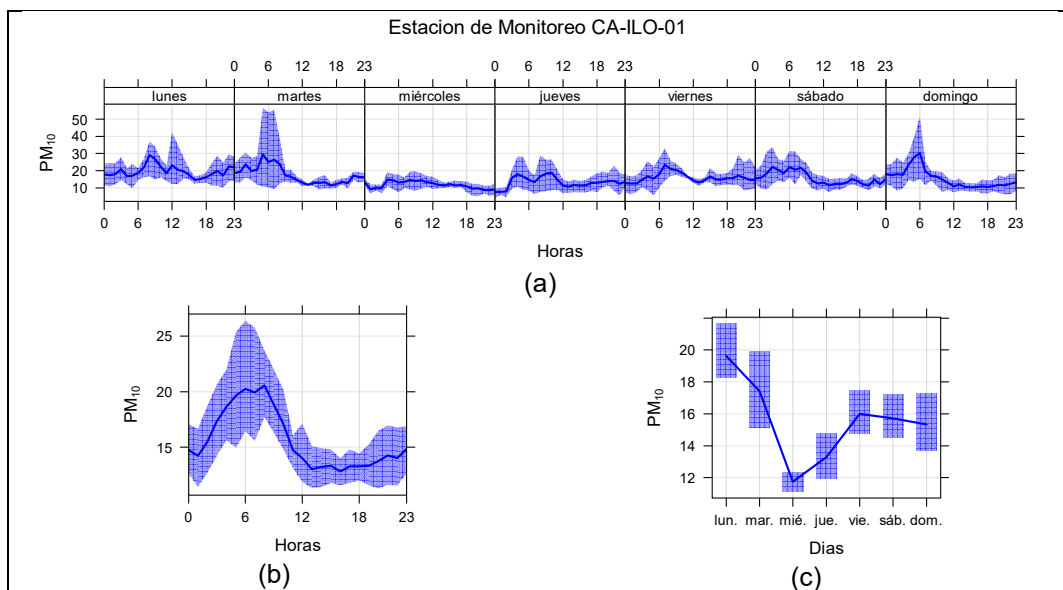 Estacion de Monitoreo CA-ILO-01
0 6 12 18 23 0 6 12 18 23 0 6 12 18 23
lunes martes miércoles jueves viernes sábado domingo
PM10
50
40
30
20
10
0 6 12 18 23 0 6 12 18 23 0 6 12 18 23 0 6 12 18 23
Horas
(a)
PM10
25
20
15
0 6 12 18 23
Horas
(b)
PM10
20
18
16
14
12
lun. mar. mié. jue. vie. sáb. dom.
Dias
(c)